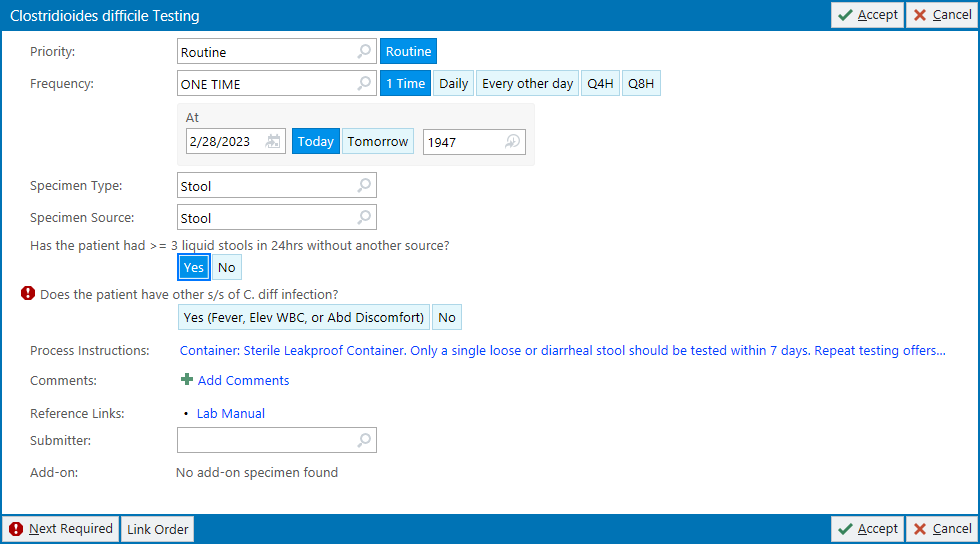 Clostridioides difficile Testing Accept Cancel
Priority: Routine Routine
Frequency: ONE TIME 1 Time Daily Every other day Q4H Q8H
At
2/28/2023 Today Tomorrow 1947
Specimen Type: Stool
Specimen Source: Stool
Has the patient had >= 3 liquid stools in 24hrs without another source?
Yes No
Does the patient have other s/s of C. diff infection?
Yes (Fever, Elev WBC, or Abd Discomfort) No
Process Instructions: Container: Sterile Leakproof Container. Only a single loose or diarrheal stool should be tested within 7 days. Repeat testing offers...
Comments: Add Comments
Reference Links: • Lab Manual
Submitter:
Add-on: No add-on specimen found
Next Required Link Order Accept Cancel